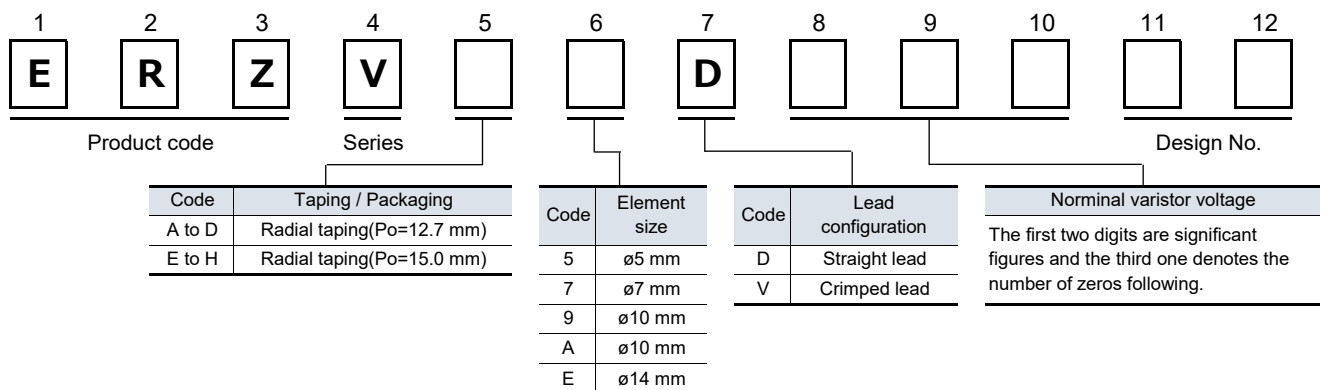 1 2 3 4 5 6 7 8 9 10 11 12
E R Z V D
Product code Series Design No.
Code Taping / Packaging
A to D Radial taping(Po=12.7 mm)
E to H Radial taping(Po=15.0 mm)
Code Element
size
5 ø5 mm
7 ø7 mm
9 ø10 mm
A ø10 mm
E ø14 mm
Code Lead
configuration
D Straight lead
V Crimped lead
Norminal varistor voltage
The first two digits are significant
figures and the third one denotes the
number of zeros following.